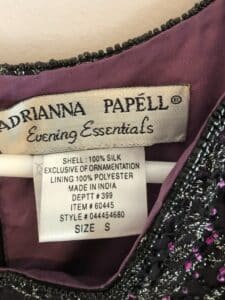 ADRIANNA PAPÉLL®
Evening Essentials
SHELL: 100% SILK
EXCLUSIVE OF ORNAMENTATION
LINING 100% POLYESTER
MADE IN INDIA
DEPT# 399
ITEM # 60445
STYLE # 044454680
SIZE S